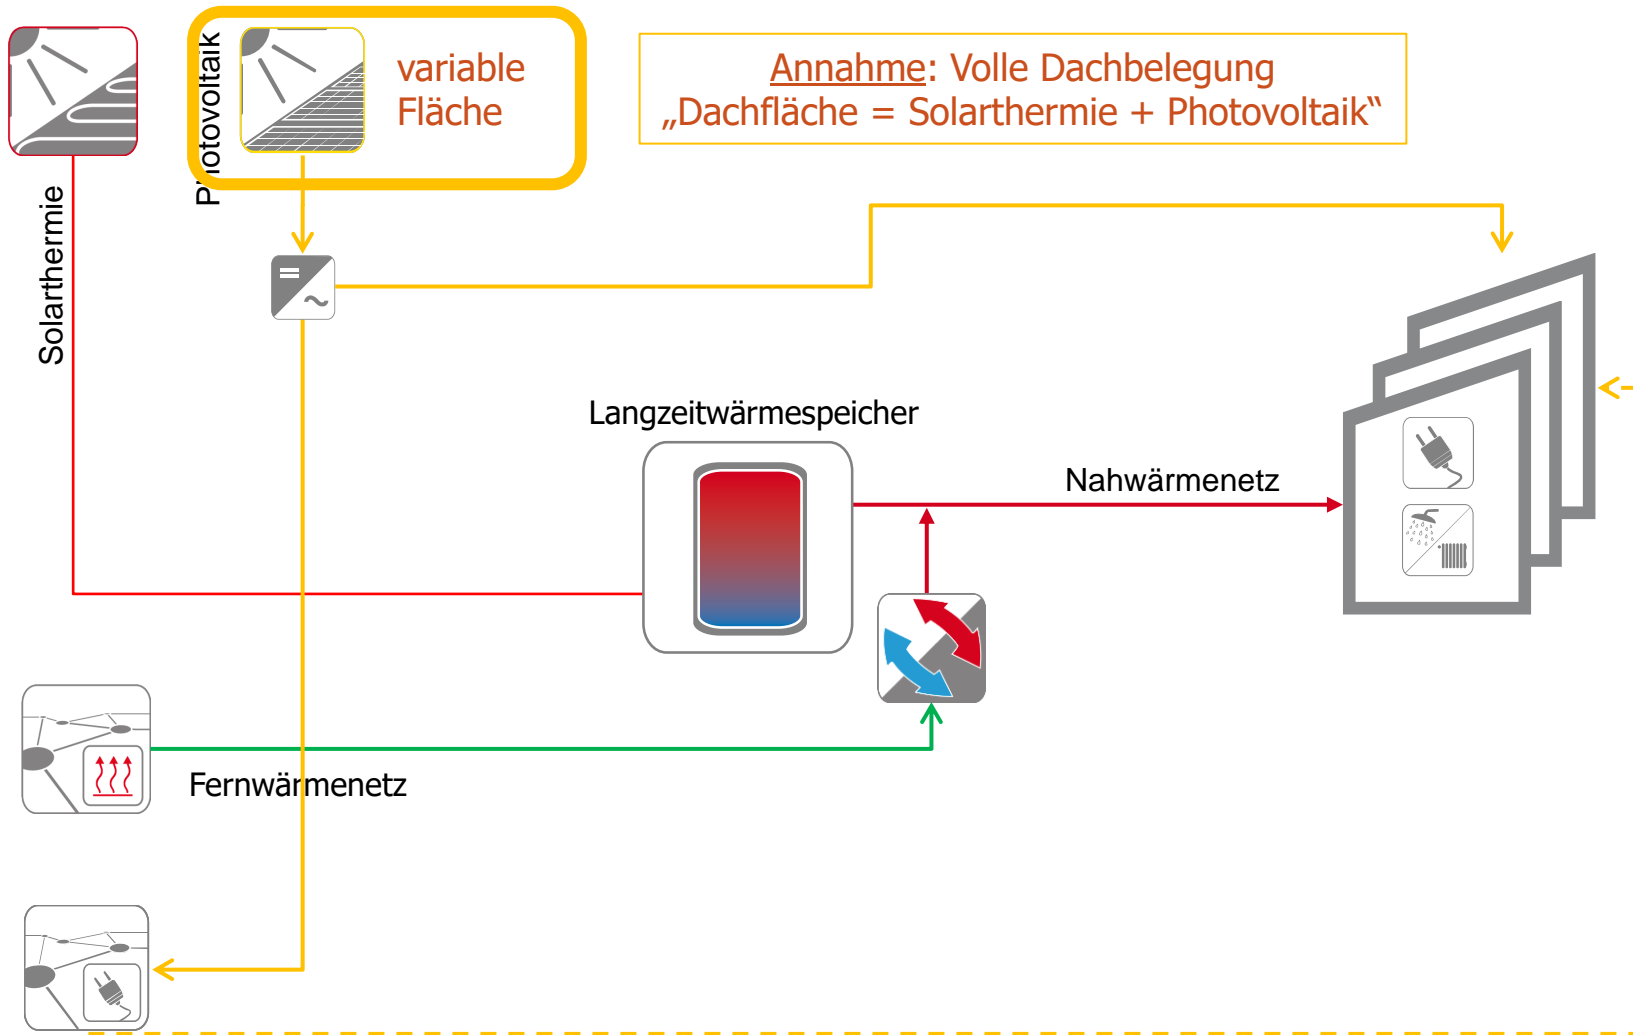 Photovoltaik
variable
Fläche
Annahme: Volle Dachbelegung
„Dachfläche = Solarthermie + Photovoltaik“
Solarthermie
Langzeitwärmespeicher
Nahwärmenetz
Fernwärmenetz